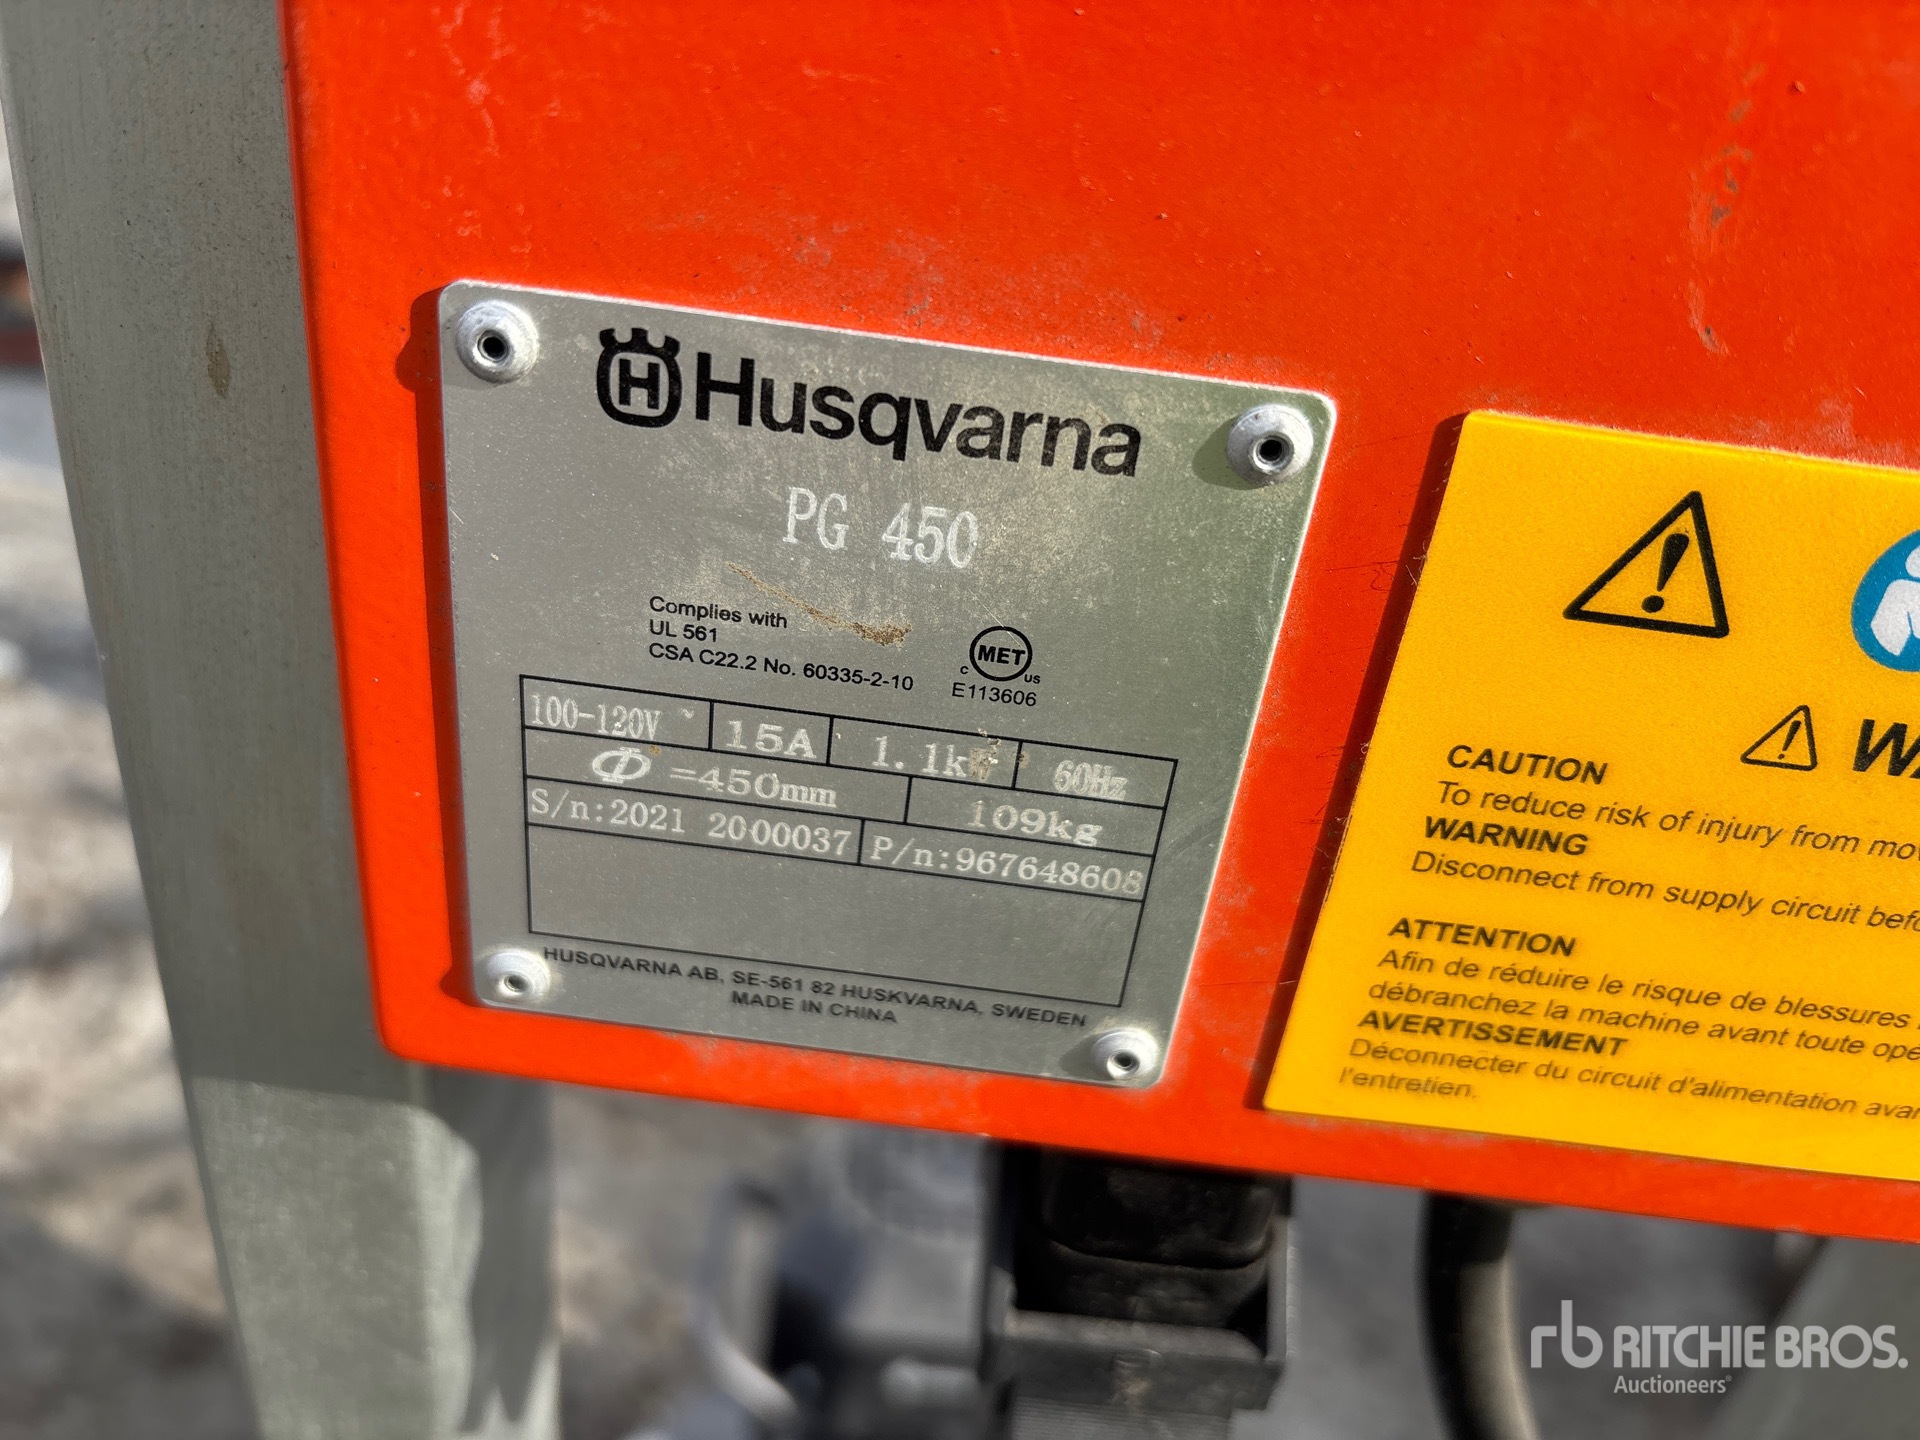 H Husqvarna
PG 450
Complies with
UL 561
CSA C22.2 No. 60335-2-10
MET
C US
E113606
100-120V ~ 15A 1.1kW 60Hz
Φ =450mm 109kg
S/n:2021 2000037 P/n:967648608
HUSQVARNA AB, SE-561 82 HUSKVARNA, SWEDEN
MADE IN CHINA
CAUTION
To reduce risk of injury from
WARNING
Disconnect from supply circuit
ATTENTION
Afin de réduire le risque de blessures
débranchez la machine avant toute
AVERTISSEMENT
Déconnecter du circuit d'alimentation
l'entretien.
rb RITCHIE BROS.
Auctioneers